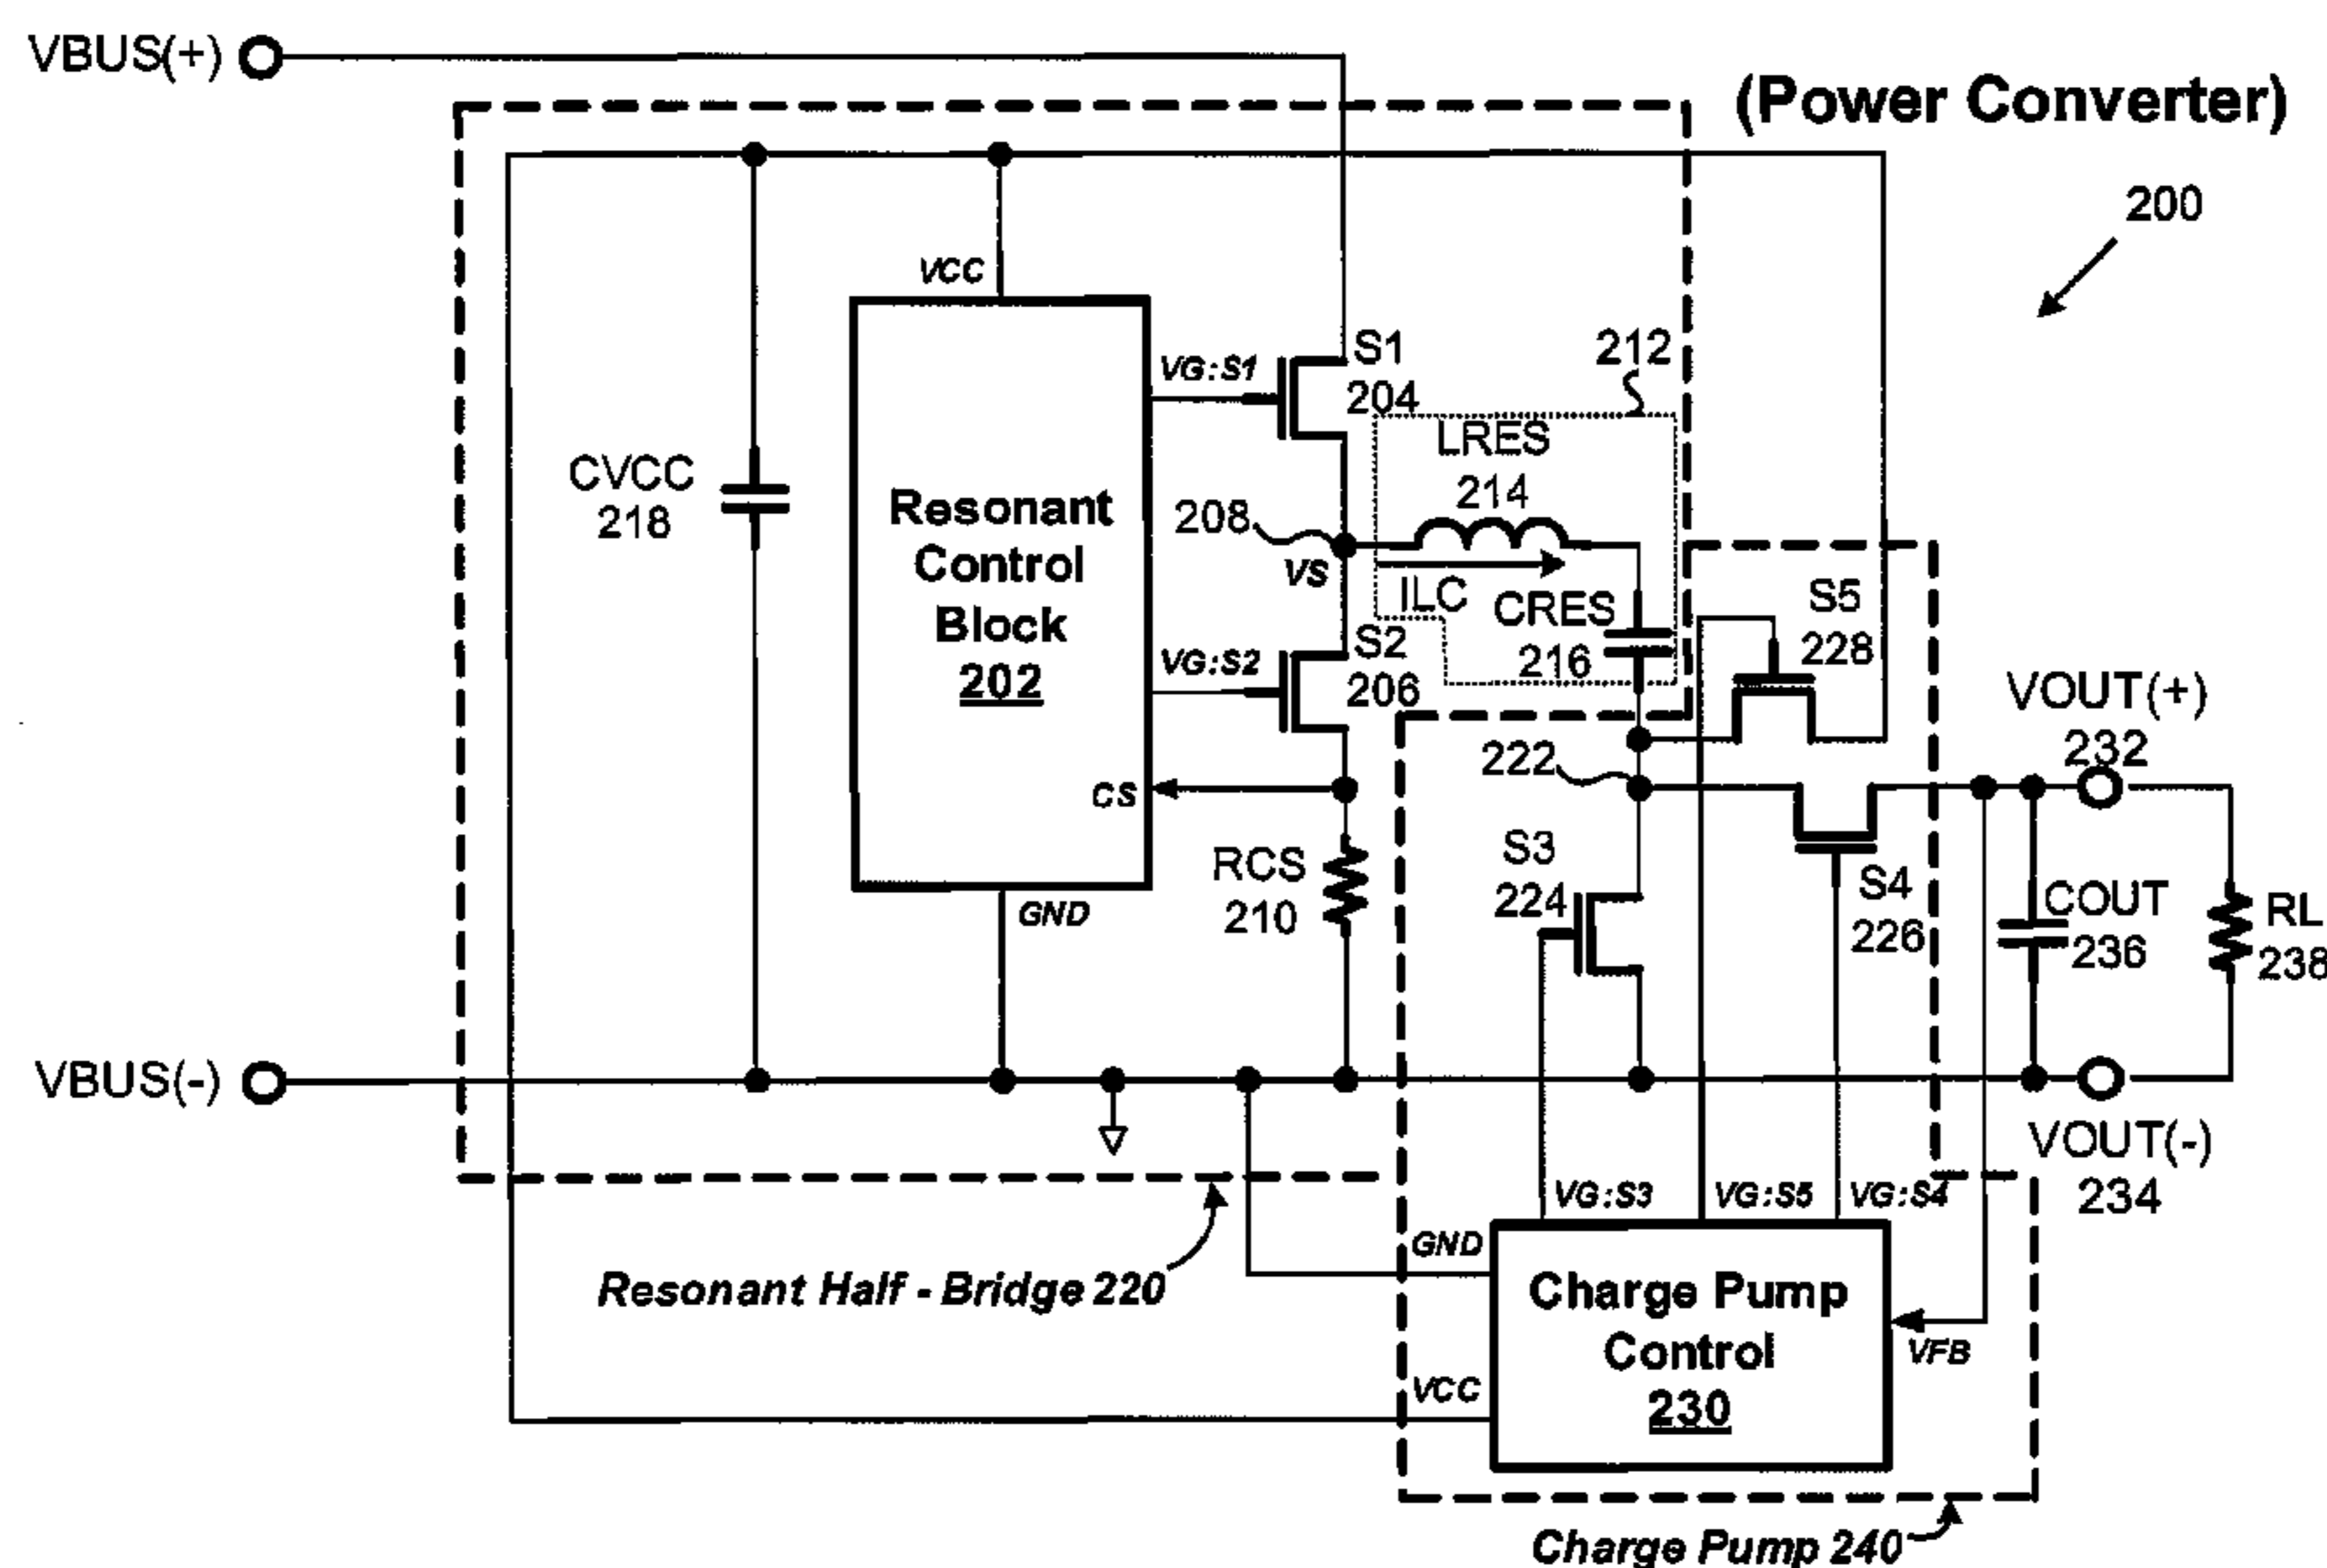 VBUS(+)
(Power Converter)
200
VCC
S1
204
VG:S1
212
LRES
214
CVCC
218
Resonant
Control
Block
202
208
VS
ILC
CRES
216
S5
228
VG:S2
S2
206
VOUT(+)
232
222
CS
RCS
210
S3
224
S4
226
COUT
236
RL
238
GND
VBUS(-)
VOUT(-)
234
VG:S3
VG:S5
VG:S4
GND
Resonant Half - Bridge 220
Charge Pump
Control
230
VFB
VCC
Charge Pump 240